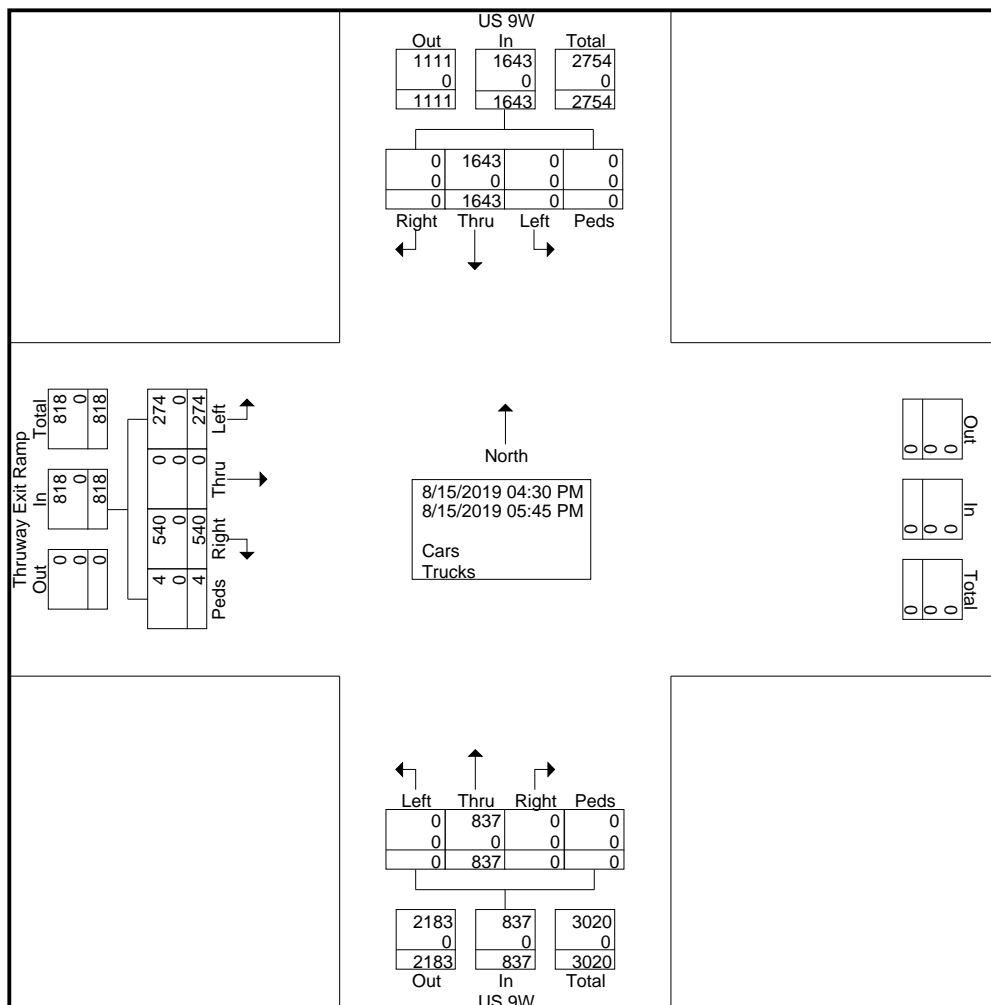 US 9W
Out In Total
1111 1643 2754
0 0 0
1111 1643 2754
0 1643 0 0
0 0 0 0
0 1643 0 0
Right Thru Left Peds
Thruway Exit Ramp
Total In Out
818 818 0
0 0 0
818 818 0
274 0 540 4
0 0 0 0
274 0 540 4
Left Thru Right Peds
North
8/15/2019 04:30 PM
8/15/2019 05:45 PM
Cars
Trucks
Out In Total
0 0 0
0 0 0
0 0 0
Left Thru Right Peds
0 837 0 0
0 0 0 0
0 837 0 0
2183 837 3020
0 0 0
2183 837 3020
Out In Total
US 9W